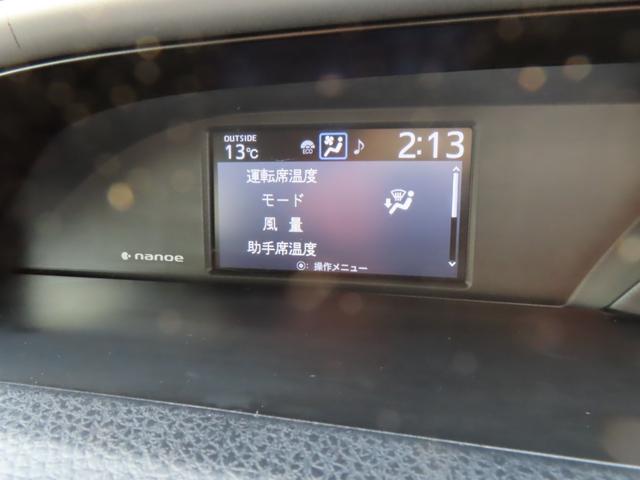 OUTSIDE
13℃
ECO
2:13
運転席温度
モード
風量
助手席温度
◉: 操作メニュー
nanoe